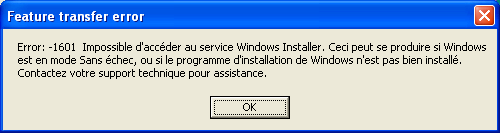 Feature transfer error
Error: -1601 Impossible d'accéder au service Windows Installer. Ceci peut se produire si Windows
est en mode Sans échec, ou si le programme d'installation de Windows n'est pas bien installé.
Contactez votre support technique pour assistance.
OK